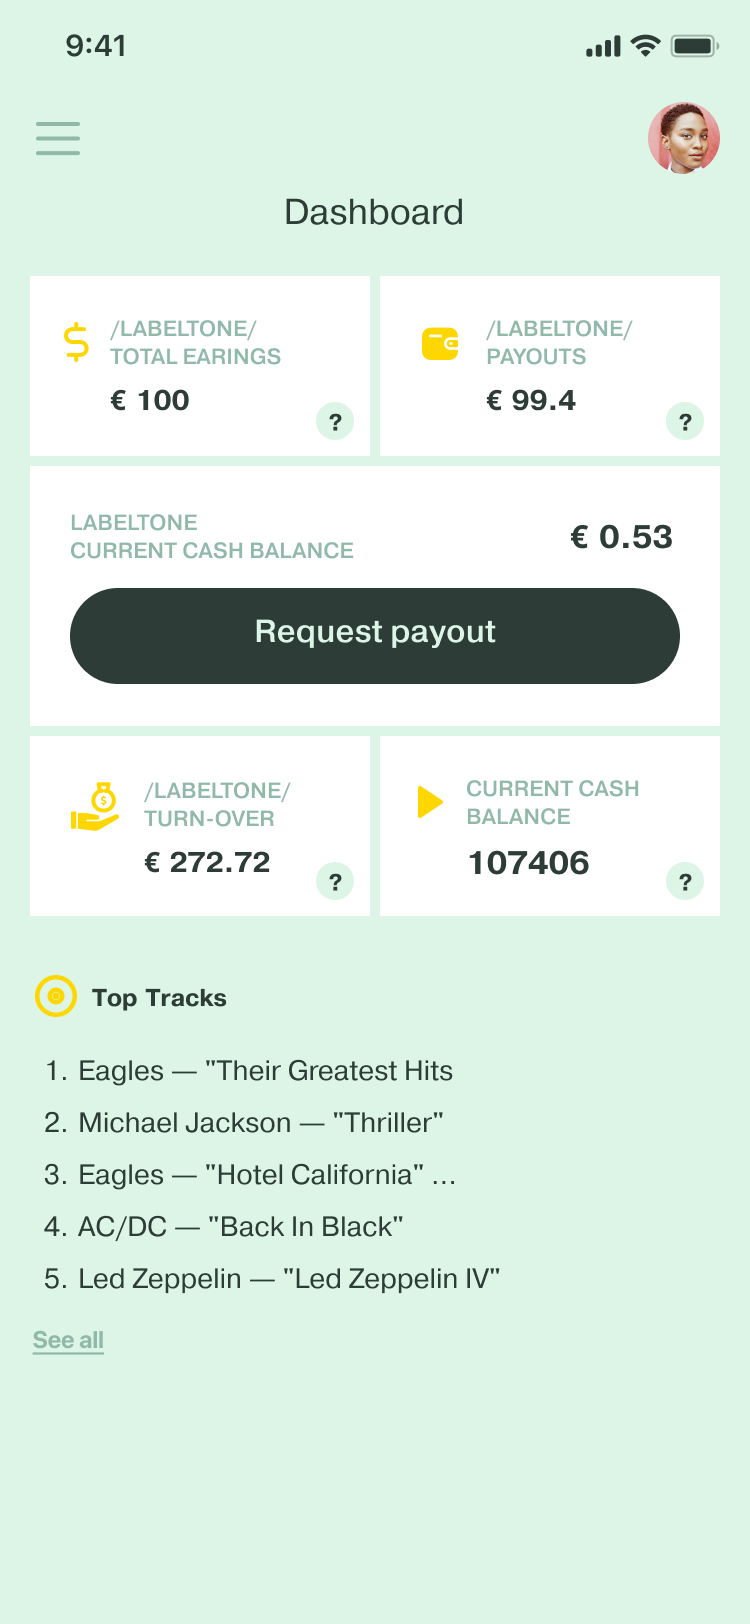 9:41
Dashboard
/LABELTONE/
TOTAL EARINGS
€ 100
?
/LABELTONE/
PAYOUTS
€ 99.4
?
LABELTONE
CURRENT CASH BALANCE
€ 0.53
Request payout
$
/LABELTONE/
TURN-OVER
€ 272.72
?
CURRENT CASH
BALANCE
107406
?
Top Tracks
1. Eagles — "Their Greatest Hits
2. Michael Jackson — "Thriller"
3. Eagles — "Hotel California" ...
4. AC/DC — "Back In Black"
5. Led Zeppelin — "Led Zeppelin IV"
See all